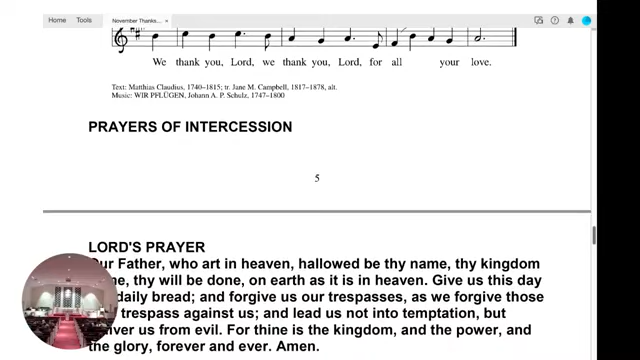 Home Tools November Thanks...
We thank you, Lord, we thank you, Lord, for all your love.
Text: Matthias Claudius, 1740–1815; tr. Jane M. Campbell, 1817–1878, alt.
Music: WIR PFLÜGEN, Johann A. P. Schulz, 1747–1800
PRAYERS OF INTERCESSION
5
LORD'S PRAYER
Our Father, who art in heaven, hallowed be thy name, thy kingdom
thy will be done, on earth as it is in heaven. Give us this day
daily bread; and forgive us our trespasses, as we forgive those
trespass against us; and lead us not into temptation, but
us from evil. For thine is the kingdom, and the power, and
the glory, forever and ever. Amen.